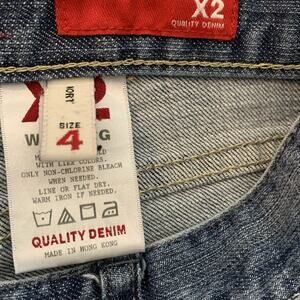 X2
QUALITY DENIM
SIZE
4
WITH LIKE COLORS.
ONLY NON-CHLORINE BLEACH
WHEN NEEDED.
LINE OR FLAT DRY.
WARM IRON IF NEEDED.
QUALITY DENIM
MADE IN HONG KONG